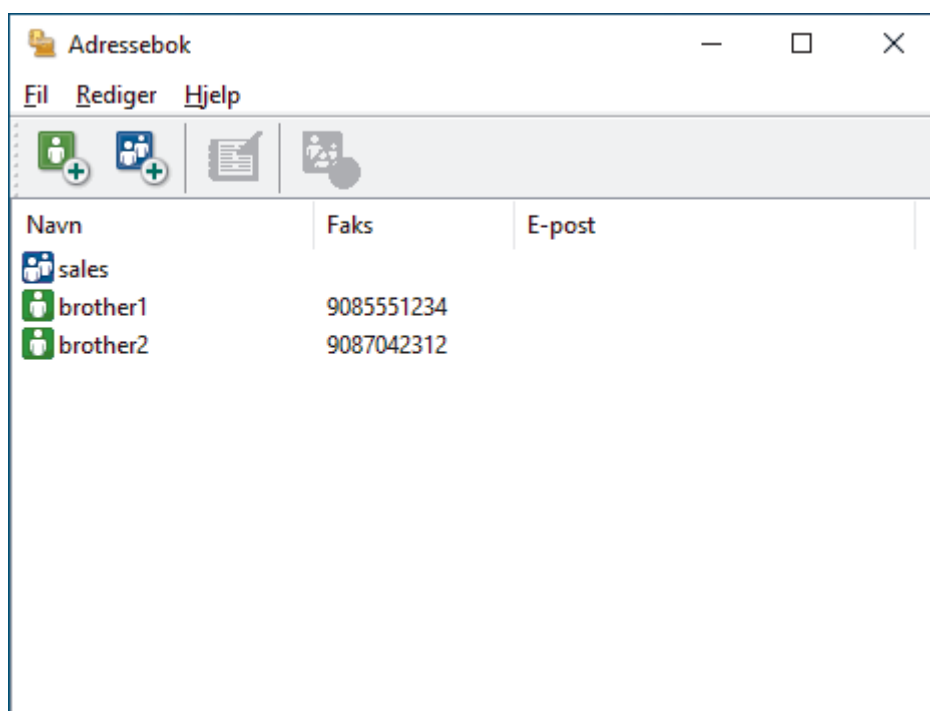 Adressebok
Fil Rediger Hjelp
Navn Faks E-post
sales
brother1 9085551234
brother2 9087042312